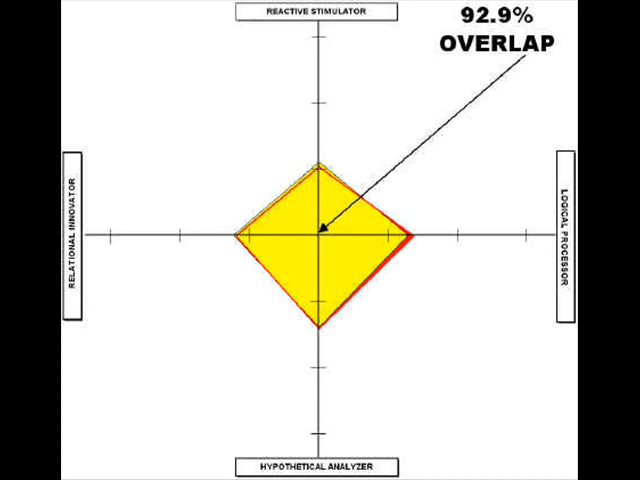 REACTIVE STIMULATOR
92.9%
OVERLAP
RELATIONAL INNOVATOR
LOGICAL PROCESSOR
HYPOTHETICAL ANALYZER